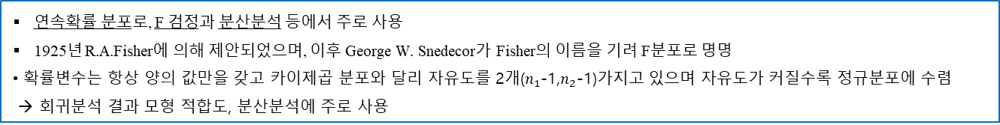 ▪ 연속확률 분포로, F 검정과 분산분석 등에서 주로 사용
▪ 1925년 R.A.Fisher에 의해 제안되었으며, 이후 George W. Snedecor가 Fisher의 이름을 기려 F분포로 명명
• 확률변수는 항상 양의 값만을 갖고 카이제곱 분포와 달리 자유도를 2개(𝑛₁-1,𝑛₂-1)가지고 있으며 자유도가 커질수록 정규분포에 수렴
→ 회귀분석 결과 모형 적합도, 분산분석에 주로 사용